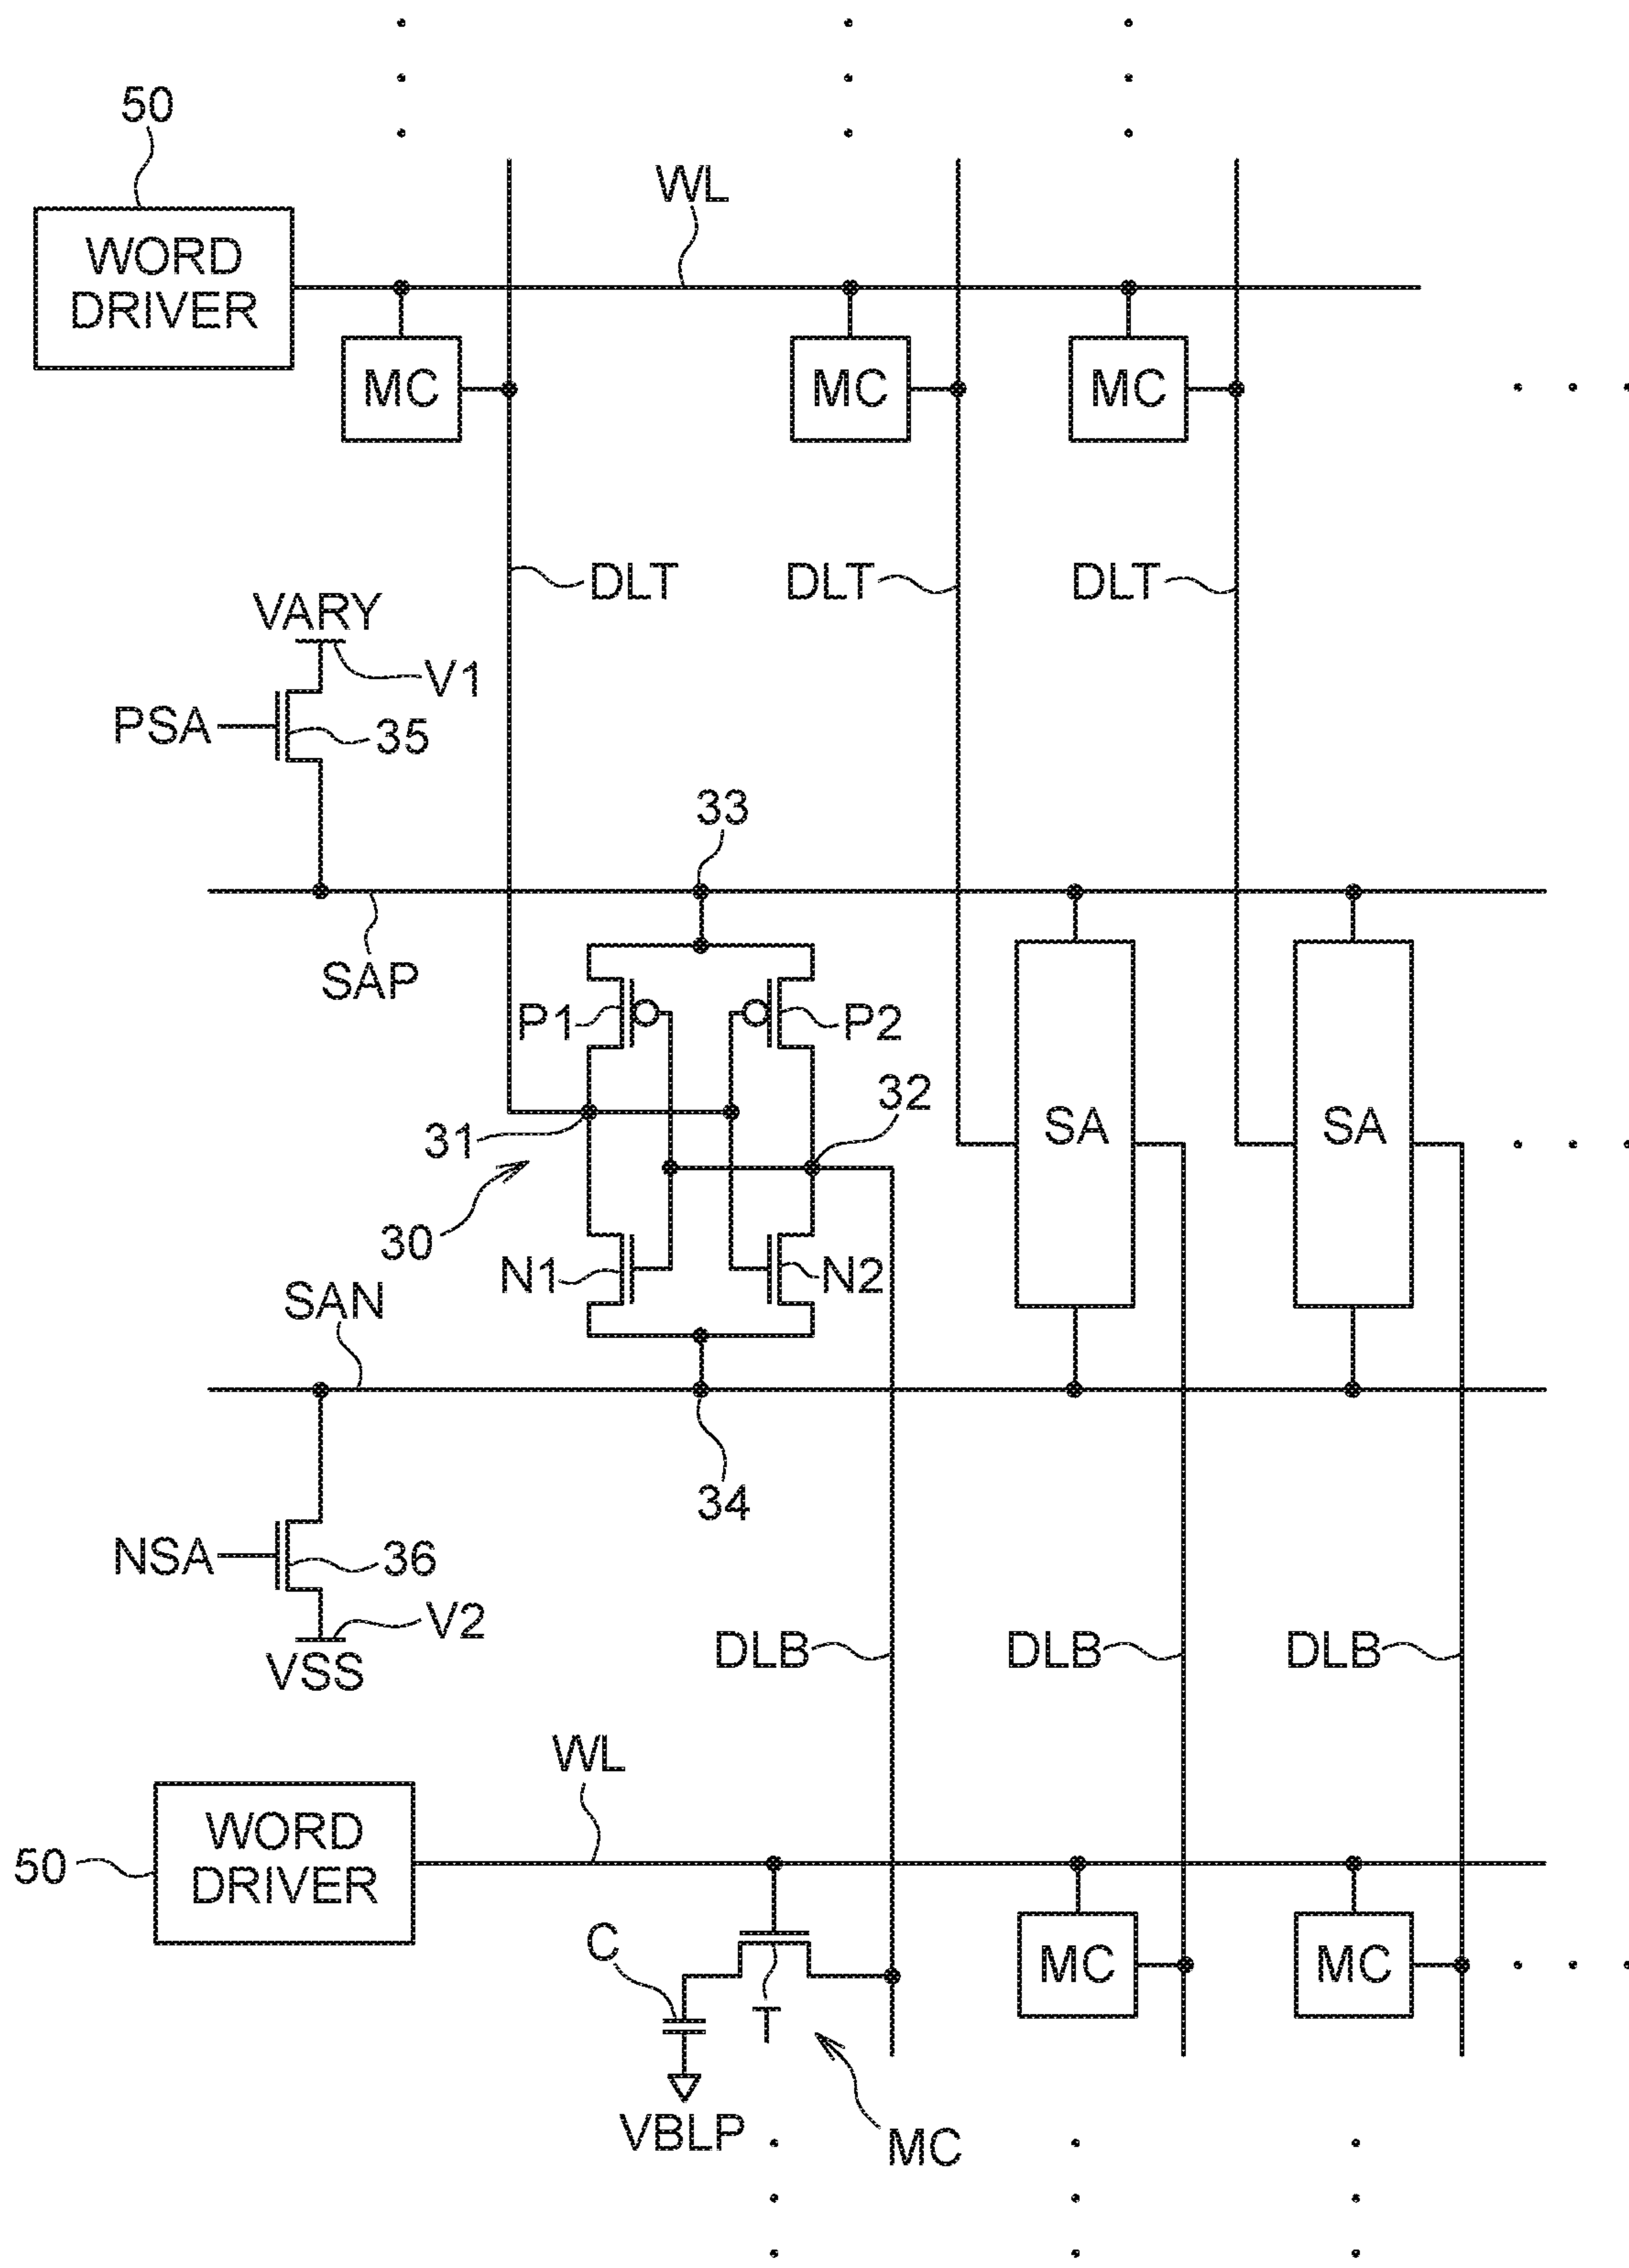 50
WL
WORD
DRIVER
MC
MC
MC
DLT
DLT
DLT
VARY
V1
PSA
35
33
SAP
P1
P2
32
31
SA
SA
30
N1
N2
SAN
34
NSA
36
V2
VSS
DLB
DLB
DLB
WL
WORD
DRIVER
50
C
T
MC
MC
VBLP
MC